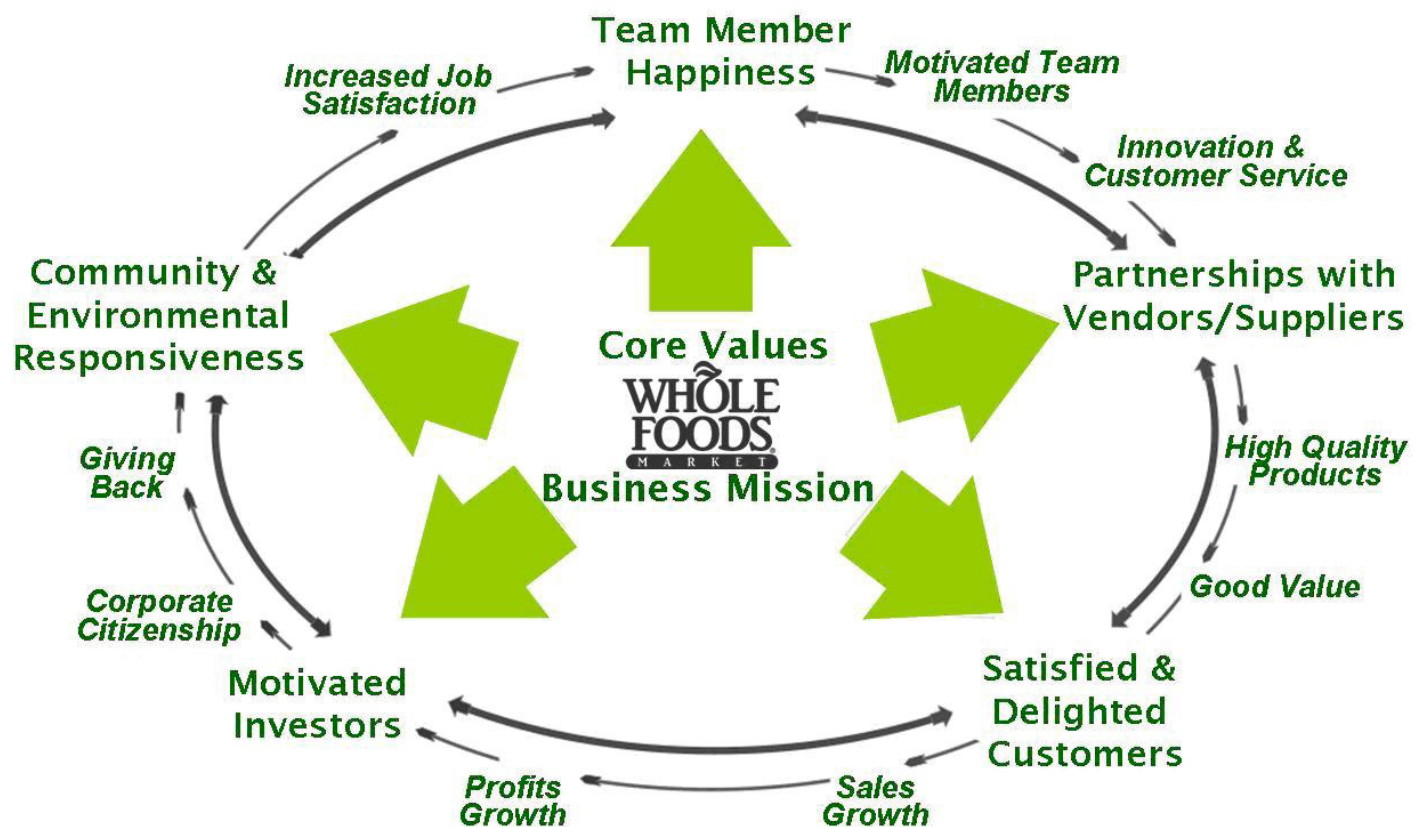 Team Member
Happiness
Increased Job
Satisfaction
Motivated Team
Members
Innovation &
Customer Service
Community &
Environmental
Responsiveness
Partnerships with
Vendors/Suppliers
Core Values
WHOLE
FOODS
MARKET
Business Mission
Giving
Back
High Quality
Products
Corporate
Citizenship
Good Value
Motivated
Investors
Satisfied &
Delighted
Customers
Profits
Growth
Sales
Growth